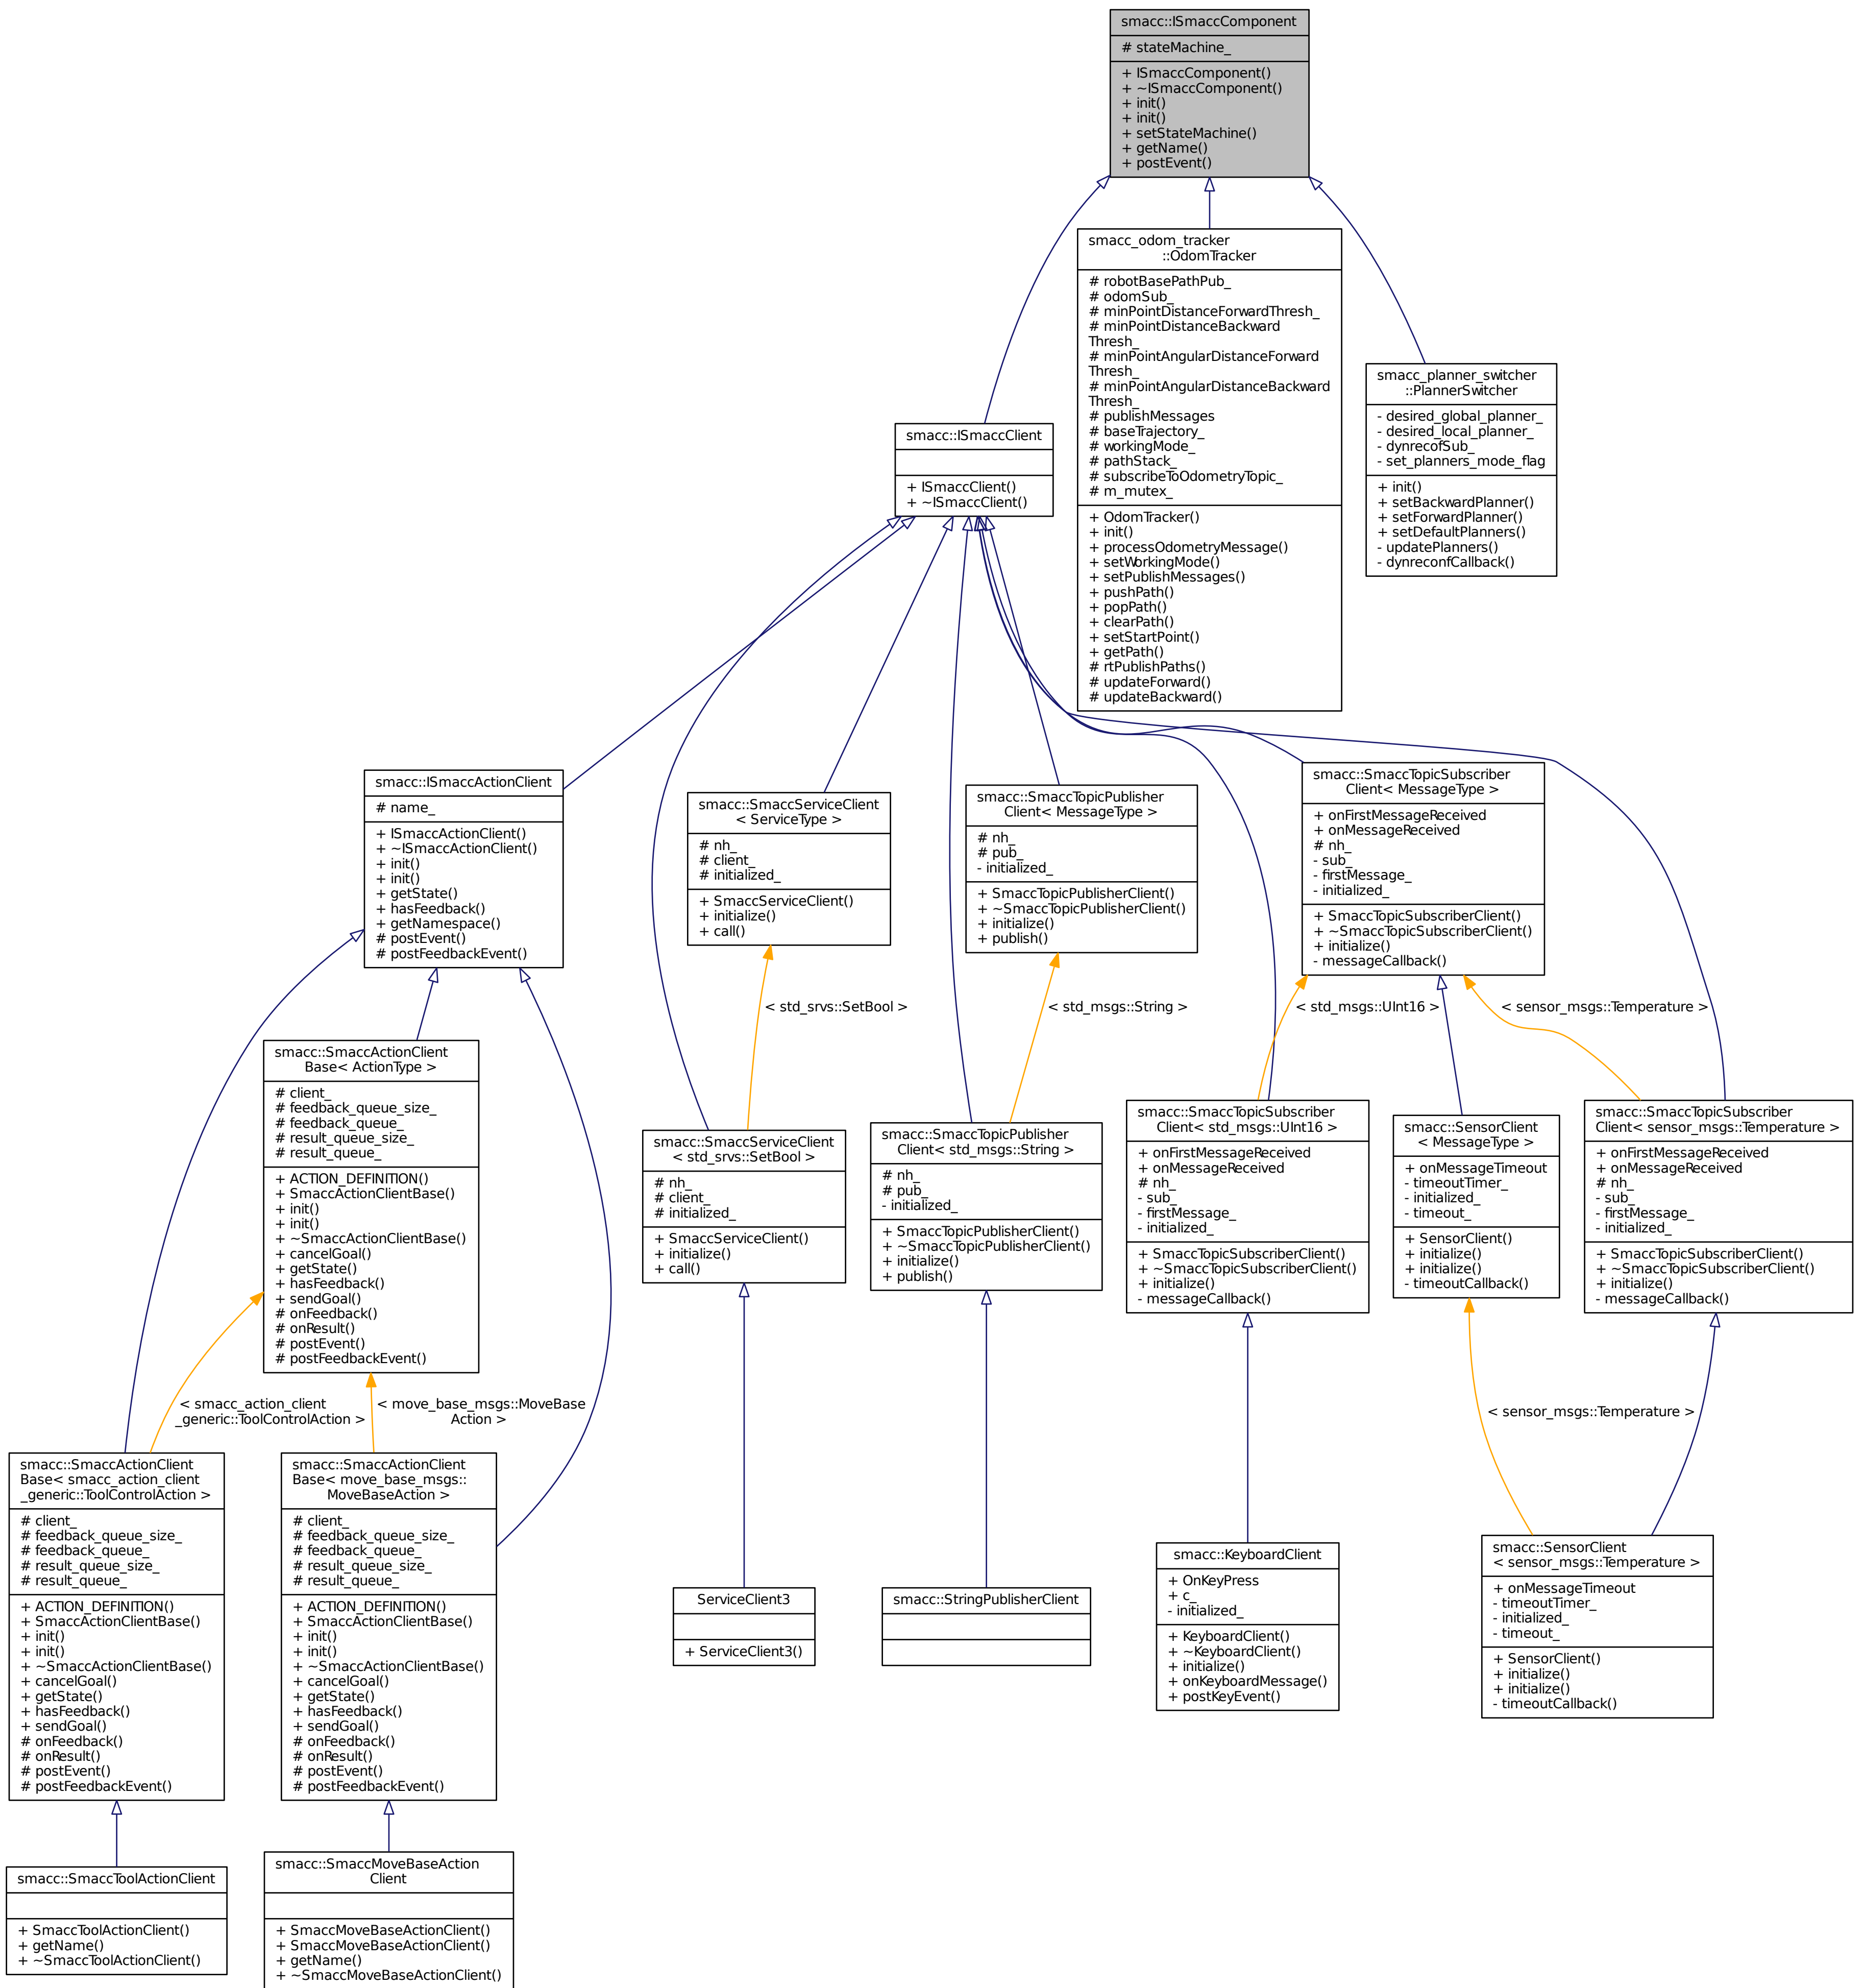 smacc::ISmaccComponent
# stateMachine_
+ ISmaccComponent()
+ ~ISmaccComponent()
+ init()
+ init()
+ setStateMachine()
+ getName()
+ postEvent()
smacc_odom_tracker
::OdomTracker
# robotBasePathPub_
# odomSub_
# minPointDistanceForwardThresh_
# minPointDistanceBackward
Thresh_
# minPointAngularDistanceForward
Thresh_
# minPointAngularDistanceBackward
Thresh_
# publishMessages
# baseTrajectory_
# workingMode_
# pathStack_
# subscribeToOdometryTopic_
# m_mutex_
+ OdomTracker()
+ init()
+ processOdometryMessage()
+ setWorkingMode()
+ setPublishMessages()
+ pushPath()
+ popPath()
+ clearPath()
+ setStartPoint()
+ getPath()
# rtPublishPaths()
# updateForward()
# updateBackward()
smacc_planner_switcher
::PlannerSwitcher
- desired_global_planner_
- desired_local_planner_
- dynrecofSub_
- set_planners_mode_flag
+ init()
+ setBackwardPlanner()
+ setForwardPlanner()
+ setDefaultPlanners()
- updatePlanners()
- dynreconfCallback()
smacc::ISmaccClient
+ ISmaccClient()
+ ~ISmaccClient()
smacc::ISmaccActionClient
# name_
+ ISmaccActionClient()
+ ~ISmaccActionClient()
+ init()
+ init()
+ getState()
+ hasFeedback()
+ getNamespace()
# postEvent()
# postFeedbackEvent()
smacc::SmaccServiceClient
< ServiceType >
# nh_
# client_
# initialized_
+ SmaccServiceClient()
+ initialize()
+ call()
smacc::SmaccTopicPublisher
Client< MessageType >
# nh_
# pub_
- initialized_
+ SmaccTopicPublisherClient()
+ ~SmaccTopicPublisherClient()
+ initialize()
+ publish()
smacc::SmaccTopicSubscriber
Client< MessageType >
+ onFirstMessageReceived
+ onMessageReceived
# nh_
- sub_
- firstMessage_
- initialized_
+ SmaccTopicSubscriberClient()
+ ~SmaccTopicSubscriberClient()
+ initialize()
- messageCallback()
< std_srvs::SetBool >
< std_msgs::String >
< std_msgs::UInt16 >
< sensor_msgs::Temperature >
smacc::SmaccActionClient
Base< ActionType >
# client_
# feedback_queue_size_
# feedback_queue_
# result_queue_size_
# result_queue_
+ ACTION_DEFINITION()
+ SmaccActionClientBase()
+ init()
+ init()
+ ~SmaccActionClientBase()
+ cancelGoal()
+ getState()
+ hasFeedback()
+ sendGoal()
# onFeedback()
# onResult()
# postEvent()
# postFeedbackEvent()
smacc::SmaccServiceClient
< std_srvs::SetBool >
# nh_
# client_
# initialized_
+ SmaccServiceClient()
+ initialize()
+ call()
smacc::SmaccTopicPublisher
Client< std_msgs::String >
# nh_
# pub_
- initialized_
+ SmaccTopicPublisherClient()
+ ~SmaccTopicPublisherClient()
+ initialize()
+ publish()
smacc::SmaccTopicSubscriber
Client< std_msgs::UInt16 >
+ onFirstMessageReceived
+ onMessageReceived
# nh_
- sub_
- firstMessage_
- initialized_
+ SmaccTopicSubscriberClient()
+ ~SmaccTopicSubscriberClient()
+ initialize()
- messageCallback()
smacc::SensorClient
< MessageType >
+ onMessageTimeout
- timeoutTimer_
- initialized_
- timeout_
+ SensorClient()
+ initialize()
+ initialize()
- timeoutCallback()
smacc::SmaccTopicSubscriber
Client< sensor_msgs::Temperature >
+ onFirstMessageReceived
+ onMessageReceived
# nh_
- sub_
- firstMessage_
- initialized_
+ SmaccTopicSubscriberClient()
+ ~SmaccTopicSubscriberClient()
+ initialize()
- messageCallback()
< smacc_action_client
_generic::ToolControlAction >
< move_base_msgs::MoveBase
Action >
< sensor_msgs::Temperature >
smacc::SmaccActionClient
Base< smacc_action_client
_generic::ToolControlAction >
# client_
# feedback_queue_size_
# feedback_queue_
# result_queue_size_
# result_queue_
+ ACTION_DEFINITION()
+ SmaccActionClientBase()
+ init()
+ init()
+ ~SmaccActionClientBase()
+ cancelGoal()
+ getState()
+ hasFeedback()
+ sendGoal()
# onFeedback()
# onResult()
# postEvent()
# postFeedbackEvent()
smacc::SmaccActionClient
Base< move_base_msgs::
MoveBaseAction >
# client_
# feedback_queue_size_
# feedback_queue_
# result_queue_size_
# result_queue_
+ ACTION_DEFINITION()
+ SmaccActionClientBase()
+ init()
+ init()
+ ~SmaccActionClientBase()
+ cancelGoal()
+ getState()
+ hasFeedback()
+ sendGoal()
# onFeedback()
# onResult()
# postEvent()
# postFeedbackEvent()
ServiceClient3
+ ServiceClient3()
smacc::StringPublisherClient
smacc::KeyboardClient
+ OnKeyPress
+ c_
- initialized_
+ KeyboardClient()
+ ~KeyboardClient()
+ initialize()
+ onKeyboardMessage()
+ postKeyEvent()
smacc::SensorClient
< sensor_msgs::Temperature >
+ onMessageTimeout
- timeoutTimer_
- initialized_
- timeout_
+ SensorClient()
+ initialize()
+ initialize()
- timeoutCallback()
smacc::SmaccToolActionClient
+ SmaccToolActionClient()
+ getName()
+ ~SmaccToolActionClient()
smacc::SmaccMoveBaseAction
Client
+ SmaccMoveBaseActionClient()
+ SmaccMoveBaseActionClient()
+ getName()
+ ~SmaccMoveBaseActionClient()